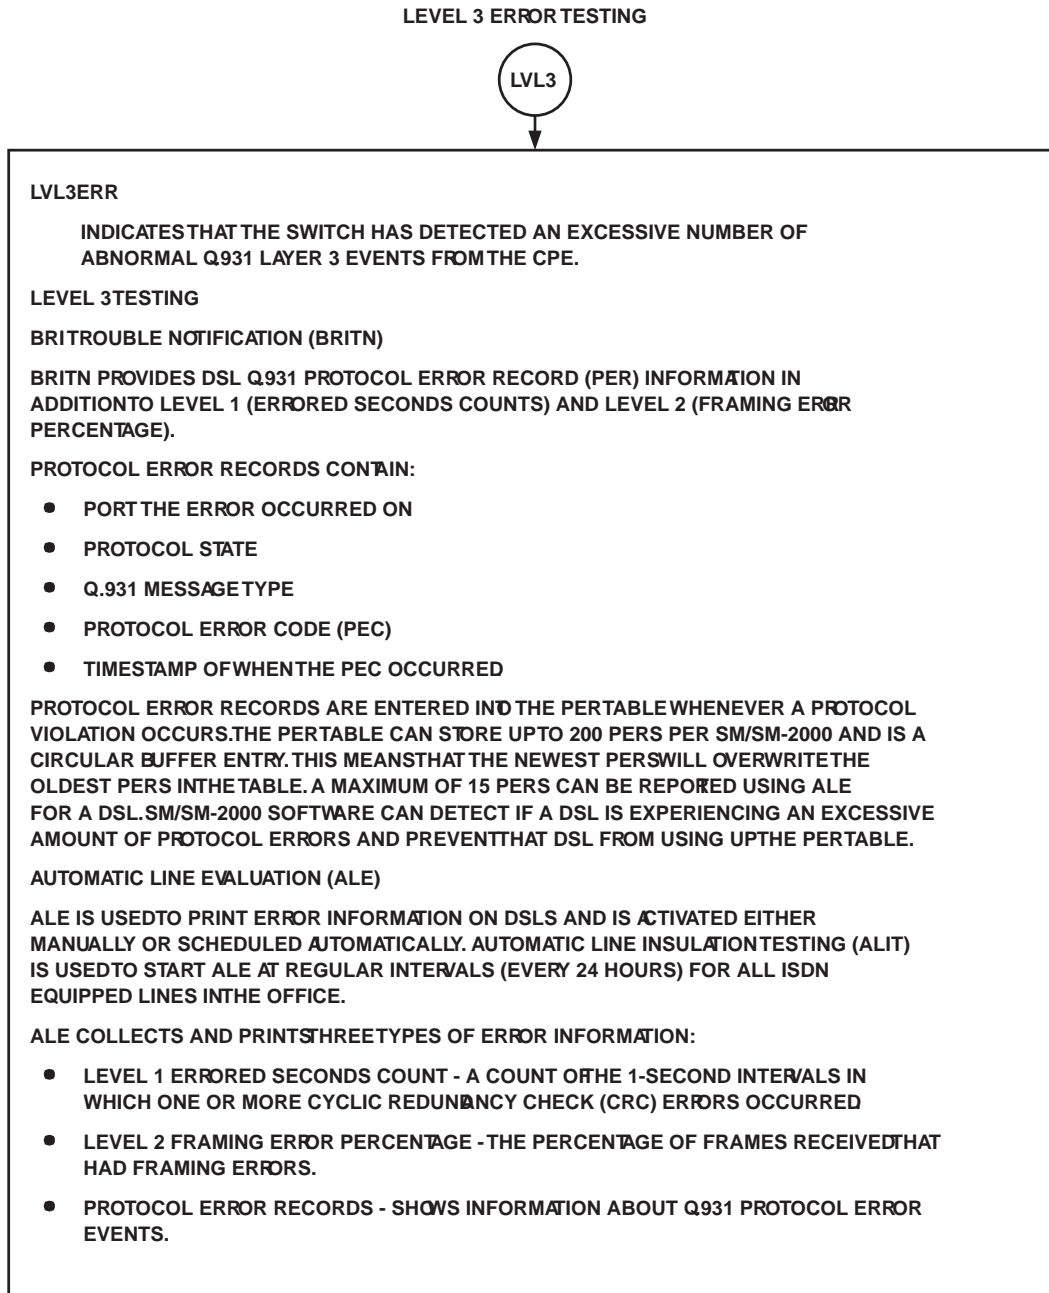 LEVEL 3 ERROR TESTING
LVL3
LVL3ERR
INDICATES THAT THE SWITCH HAS DETECTED AN EXCESSIVE NUMBER OF
ABNORMAL Q.931 LAYER 3 EVENTS FROM THE CPE.
LEVEL 3 TESTING
BRI TROUBLE NOTIFICATION (BRITN)
BRITN PROVIDES DSL Q.931 PROTOCOL ERROR RECORD (PER) INFORMATION IN
ADDITION TO LEVEL 1 (ERRORED SECONDS COUNTS) AND LEVEL 2 (FRAMING ERROR
PERCENTAGE).
PROTOCOL ERROR RECORDS CONTAIN:
• PORT THE ERROR OCCURRED ON
• PROTOCOL STATE
• Q.931 MESSAGE TYPE
• PROTOCOL ERROR CODE (PEC)
• TIMESTAMP OF WHEN THE PEC OCCURRED.
PROTOCOL ERROR RECORDS ARE ENTERED INTO THE PER TABLE WHENEVER A PROTOCOL
VIOLATION OCCURS. THE PER TABLE CAN STORE UP TO 200 PERS PER SM/SM-2000 AND IS A
CIRCULAR BUFFER ENTRY. THIS MEANS THAT THE NEWEST PERS WILL OVERWRITE THE
OLDEST PERS IN THE TABLE. A MAXIMUM OF 15 PERS CAN BE REPORTED USING ALE
FOR A DSL. SM/SM-2000 SOFTWARE CAN DETECT IF A DSL IS EXPERIENCING AN EXCESSIVE
AMOUNT OF PROTOCOL ERRORS AND PREVENT THAT DSL FROM USING UP THE PER TABLE.
AUTOMATIC LINE EVALUATION (ALE)
ALE IS USED TO PRINT ERROR INFORMATION ON DSLS AND IS ACTIVATED EITHER
MANUALLY OR SCHEDULED AUTOMATICALLY. AUTOMATIC LINE INSULATION TESTING (ALIT)
IS USED TO START ALE AT REGULAR INTERVALS (EVERY 24 HOURS) FOR ALL ISDN
EQUIPPED LINES IN THE OFFICE.
ALE COLLECTS AND PRINTS THREE TYPES OF ERROR INFORMATION:
• LEVEL 1 ERRORED SECONDS COUNT - A COUNT OF THE 1-SECOND INTERVALS IN
WHICH ONE OR MORE CYCLIC REDUNDANCY CHECK (CRC) ERRORS OCCURRED.
• LEVEL 2 FRAMING ERROR PERCENTAGE - THE PERCENTAGE OF FRAMES RECEIVED THAT
HAD FRAMING ERRORS.
• PROTOCOL ERROR RECORDS - SHOWS INFORMATION ABOUT Q.931 PROTOCOL ERROR
EVENTS.